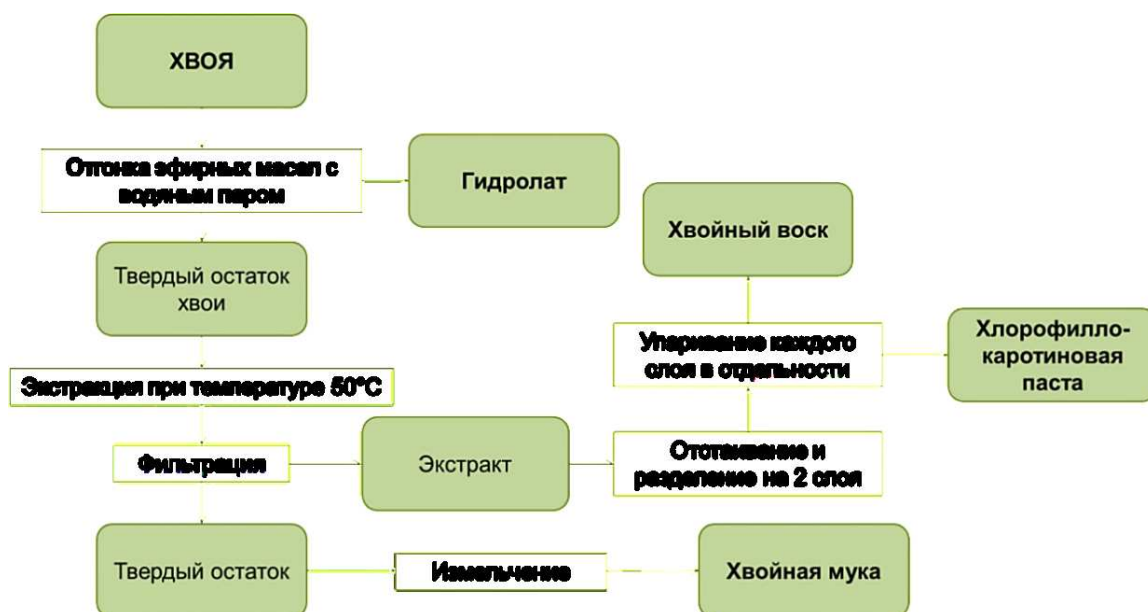 ХВОЯ
Отгонка эфирных масел с
водяным паром
Гидролат
Хвойный воск
Твердый остаток
хвои
Упаривание каждого
слоя в отдельности
Хлорофилло-
каротиновая
паста
Экстракция при температуре 50°С
Фильтрация
Экстракт
Отстаивание и
разделение на 2 слоя
Твердый остаток
Измельчение
Хвойная мука